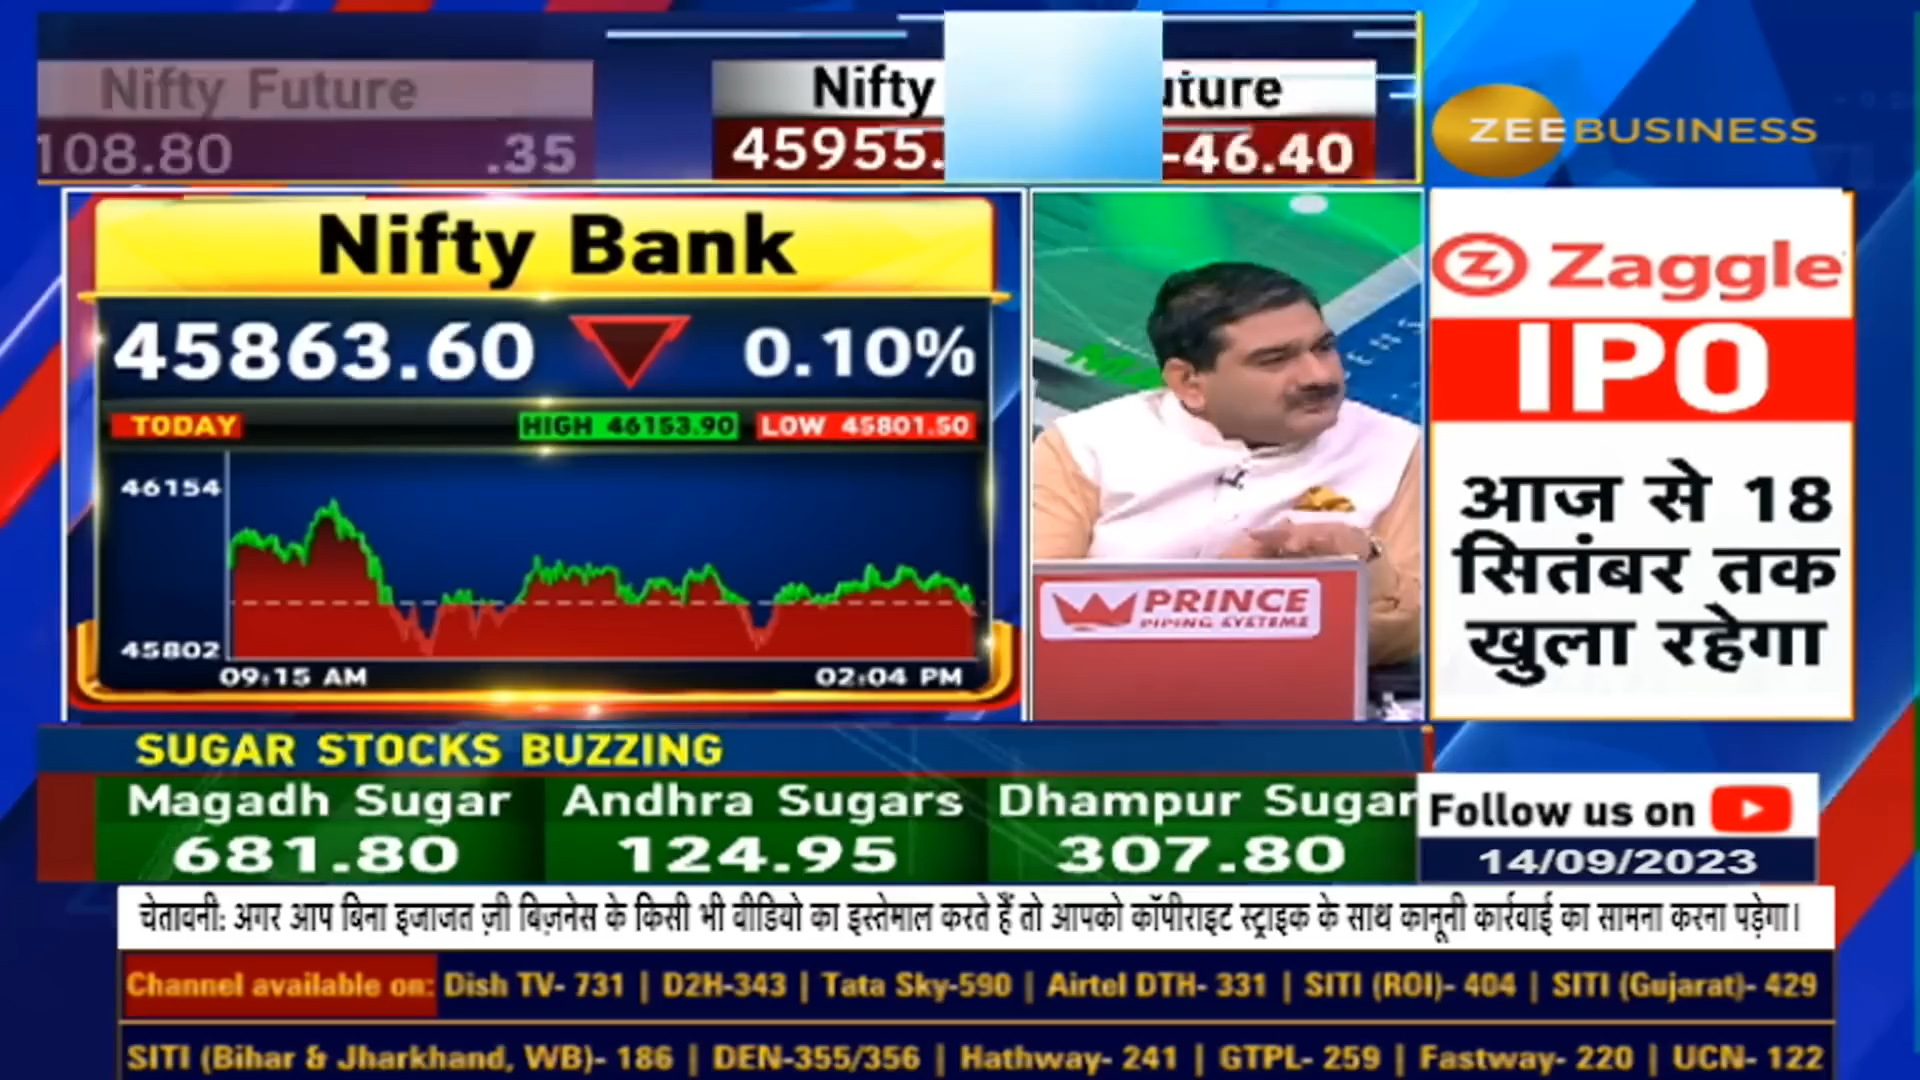 Nifty Future
108.80 .35
Nifty
uture
45955.
-46.40
ZEEBUSINESS
Nifty Bank
45863.60 0.10%
TODAY HIGH 46153.90 LOW 45801.50
46154
45802
09:15 AM 02:04 PM
PRINCE
PIPING SYSTEMS
Zaggle
IPO
आज से 18
सितंबर तक
खुला रहेगा
SUGAR STOCKS BUZZING
Magadh Sugar Andhra Sugars Dhampur Sugar
681.80 124.95 307.80
Follow us on
14/09/2023
चेतावनी: अगर आप बिना इजाजत ज़ी बिज़नेस के किसी भी वीडियो का इस्तेमाल करते हैं तो आपको कॉपीराइट स्ट्राइक के साथ कानूनी कार्रवाई का सामना करना पड़ेगा।
Channel available on: Dish TV- 731 | D2H-343 | Tata Sky-590 | Airtel DTH- 331 | SITI (ROI)- 404 | SITI (Gujarat)- 429
SITI (Bihar & Jharkhand, WB)- 186 | DEN-355/356 | Hathway- 241 | GTPL- 259 | Fastway- 220 | UCN- 122